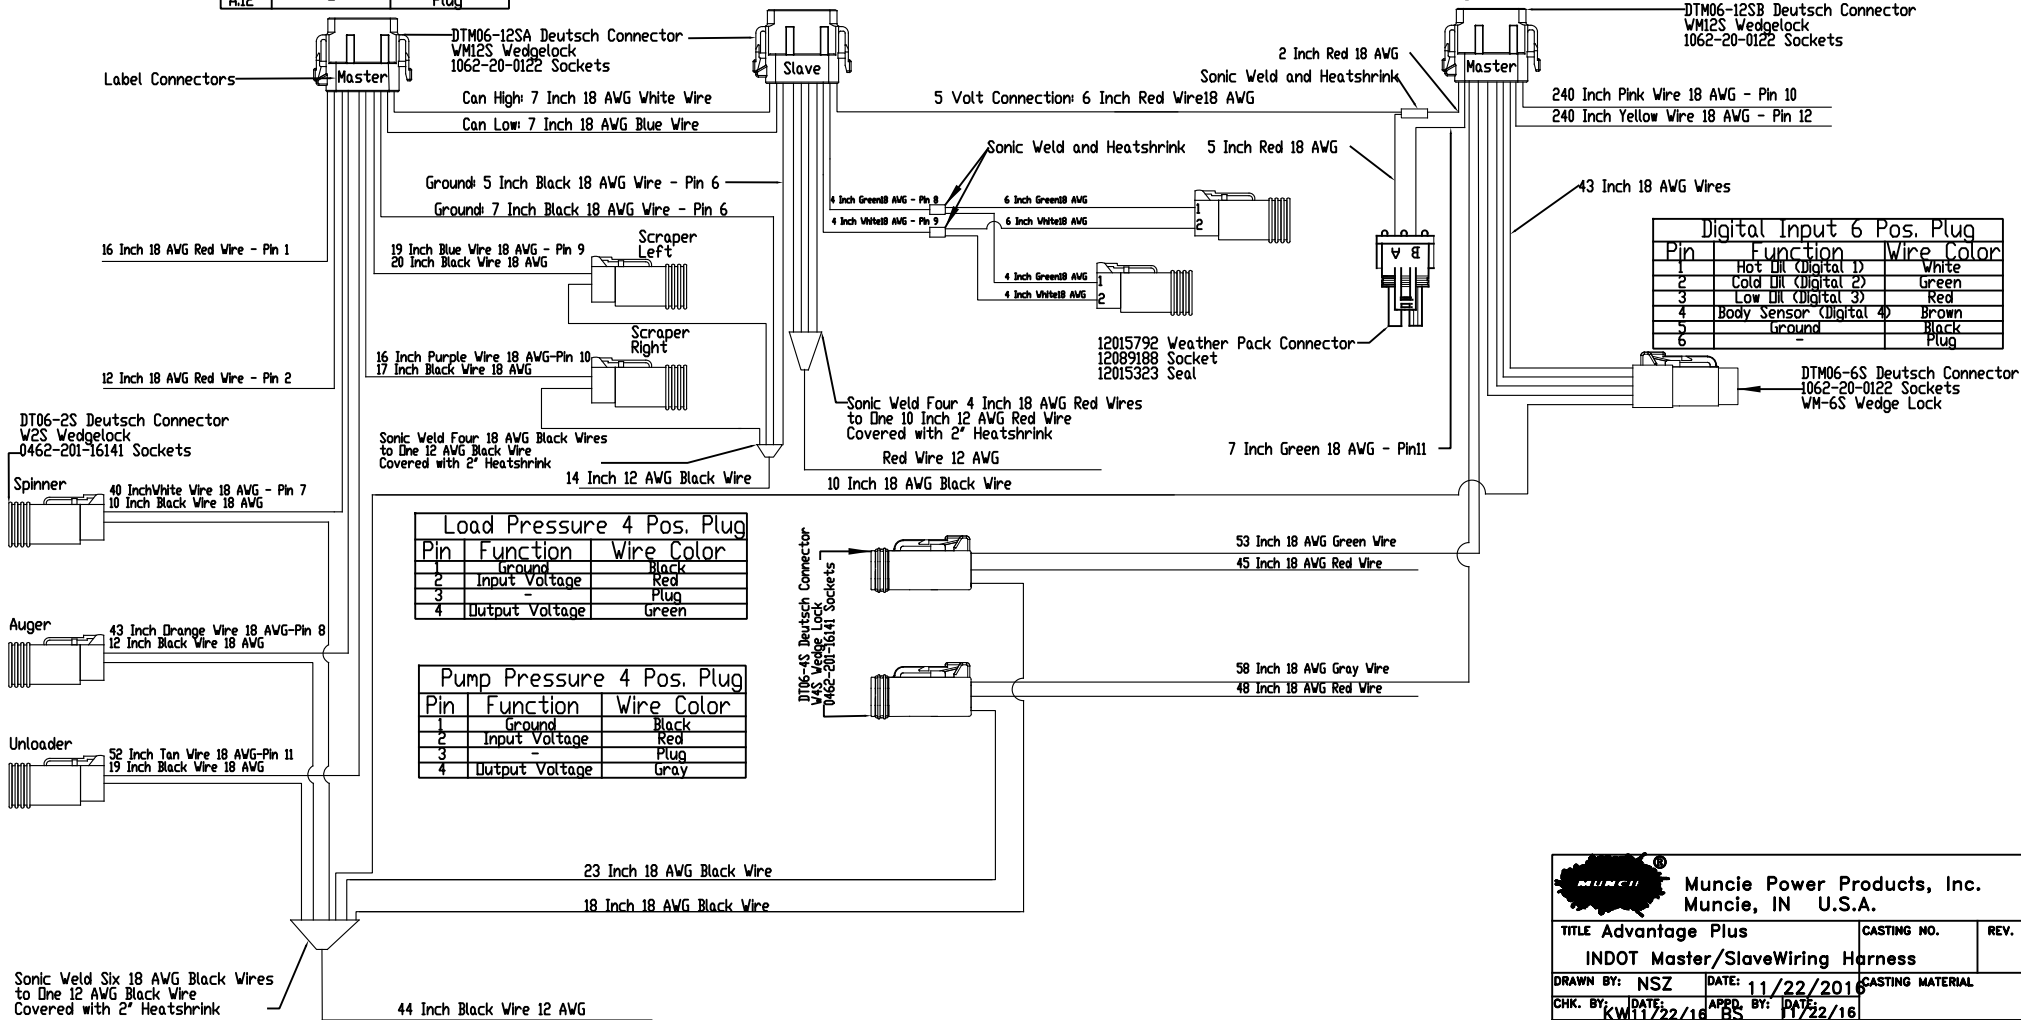 A.12 - Plug
DTM06-12SA Deutsch Connector
WM12S Wedgelock
1062-20-0122 Sockets
DTM06-12SB Deutsch Connector
WM12S Wedgelock
1062-20-0122 Sockets
Label Connectors
Master
Slave
Master
2 Inch Red 18 AWG
Sonic Weld and Heatshrink
Can High: 7 Inch 18 AWG White Wire
Can Low: 7 Inch 18 AWG Blue Wire
5 Volt Connection: 6 Inch Red Wire18 AWG
240 Inch Pink Wire 18 AWG - Pin 10
240 Inch Yellow Wire 18 AWG - Pin 12
Sonic Weld and Heatshrink
5 Inch Red 18 AWG
Ground: 5 Inch Black 18 AWG Wire - Pin 6
Ground: 7 Inch Black 18 AWG Wire - Pin 6
4 Inch Green18 AWG - Pin 8
6 Inch Green18 AWG
4 Inch White18 AWG - Pin 9
6 Inch White18 AWG
1
2
43 Inch 18 AWG Wires
16 Inch 18 AWG Red Wire - Pin 1
19 Inch Blue Wire 18 AWG - Pin 9
20 Inch Black Wire 18 AWG
Scraper
Left
4 Inch Green18 AWG
4 Inch White18 AWG
1
2
A B
Digital Input 6 Pos. Plug
Pin Function Wire Color
1 Hot Oil (Digital 1) White
2 Cold Oil (Digital 2) Green
3 Low Oil (Digital 3) Red
4 Body Sensor (Digital 4) Brown
5 Ground Black
6 - Plug
Scraper
Right
16 Inch Purple Wire 18 AWG-Pin 10
17 Inch Black Wire 18 AWG
12 Inch 18 AWG Red Wire - Pin 2
12015792 Weather Pack Connector
12089188 Socket
12015323 Seal
DTM06-6S Deutsch Connector
1062-20-0122 Sockets
WM-6S Wedge Lock
DT06-2S Deutsch Connector
W2S Wedgelock
0462-201-16141 Sockets
Sonic Weld Four 4 Inch 18 AWG Red Wires
to One 10 Inch 12 AWG Red Wire
Covered with 2" Heatshrink
Sonic Weld Four 18 AWG Black Wires
to One 12 AWG Black Wire
Covered with 2" Heatshrink
Red Wire 12 AWG
7 Inch Green 18 AWG - Pin11
14 Inch 12 AWG Black Wire
10 Inch 18 AWG Black Wire
Spinner
40 InchWhite Wire 18 AWG - Pin 7
10 Inch Black Wire 18 AWG
Load Pressure 4 Pos. Plug
Pin Function Wire Color
1 Ground Black
2 Input Voltage Red
3 - Plug
4 Output Voltage Green
DT06-4S Deutsch Connector
W4S Wedge Lock
0462-201-16141 Sockets
53 Inch 18 AWG Green Wire
45 Inch 18 AWG Red Wire
Auger
43 Inch Orange Wire 18 AWG-Pin 8
12 Inch Black Wire 18 AWG
Pump Pressure 4 Pos. Plug
Pin Function Wire Color
1 Ground Black
2 Input Voltage Red
3 - Plug
4 Output Voltage Gray
58 Inch 18 AWG Gray Wire
48 Inch 18 AWG Red Wire
Unloader
52 Inch Tan Wire 18 AWG-Pin 11
19 Inch Black Wire 18 AWG
23 Inch 18 AWG Black Wire
18 Inch 18 AWG Black Wire
Sonic Weld Six 18 AWG Black Wires
to One 12 AWG Black Wire
Covered with 2" Heatshrink
44 Inch Black Wire 12 AWG
MUNCIE ®
Muncie Power Products, Inc.
Muncie, IN U.S.A.
TITLE Advantage Plus
INDOT Master/SlaveWiring Harness
CASTING NO.
REV.
DRAWN BY: NSZ DATE: 11/22/2016 CASTING MATERIAL
CHK. BY: KW DATE: 11/22/16 APPD. BY: BS DATE: 11/22/16